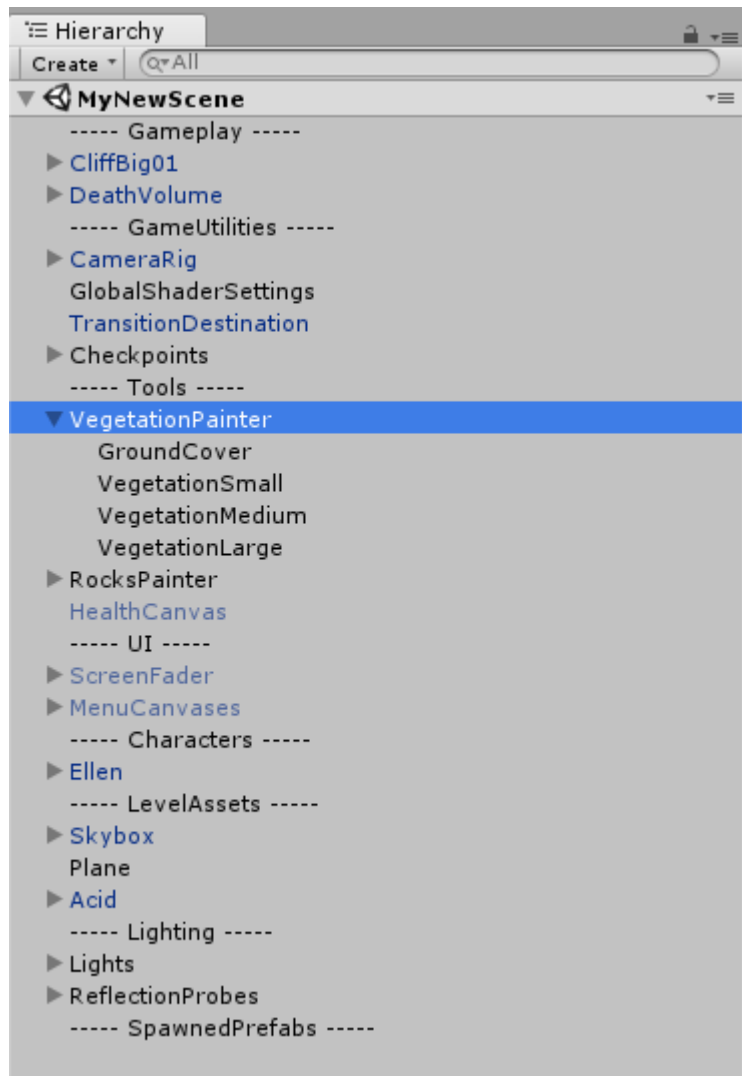 Hierarchy
Create All
MyNewScene
----- Gameplay -----
CliffBig01
DeathVolume
----- GameUtilities -----
CameraRig
GlobalShaderSettings
TransitionDestination
Checkpoints
----- Tools -----
VegetationPainter
GroundCover
VegetationSmall
VegetationMedium
VegetationLarge
RocksPainter
HealthCanvas
----- UI -----
ScreenFader
MenuCanvases
----- Characters -----
Ellen
----- LevelAssets -----
Skybox
Plane
Acid
----- Lighting -----
Lights
ReflectionProbes
----- SpawnedPrefabs -----